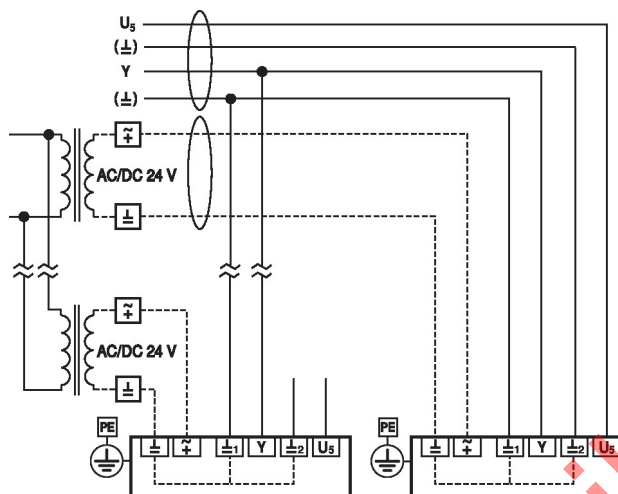 U₅
(⊥)
Y
(⊥)
≂
+
AC/DC 24 V
⊥
≂
+
AC/DC 24 V
⊥
PE
⊥ ≂+ ⊥1 Y ⊥2 U₅
PE
⊥ ≂+ ⊥1 Y ⊥2 U₅